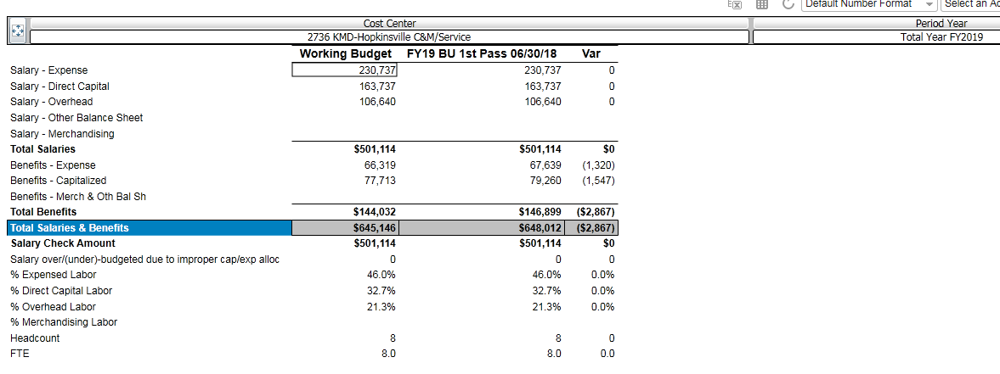 Default Number Format Select an Ac
Cost Center Period Year
2736 KMD-Hopkinsville C&M/Service Total Year FY2019
Working Budget FY19 BU 1st Pass 06/30/18 Var
Salary - Expense 230,737 230,737 0
Salary - Direct Capital 163,737 163,737 0
Salary - Overhead 106,640 106,640 0
Salary - Other Balance Sheet
Salary - Merchandising
Total Salaries $501,114 $501,114 $0
Benefits - Expense 66,319 67,639 (1,320)
Benefits - Capitalized 77,713 79,260 (1,547)
Benefits - Merch & Oth Bal Sh
Total Benefits $144,032 $146,899 ($2,867)
Total Salaries & Benefits $645,146 $648,012 ($2,867)
Salary Check Amount $501,114 $501,114 $0
Salary over/(under)-budgeted due to improper cap/exp alloc 0 0 0
% Expensed Labor 46.0% 46.0% 0.0%
% Direct Capital Labor 32.7% 32.7% 0.0%
% Overhead Labor 21.3% 21.3% 0.0%
% Merchandising Labor
Headcount 8 8 0
FTE 8.0 8.0 0.0